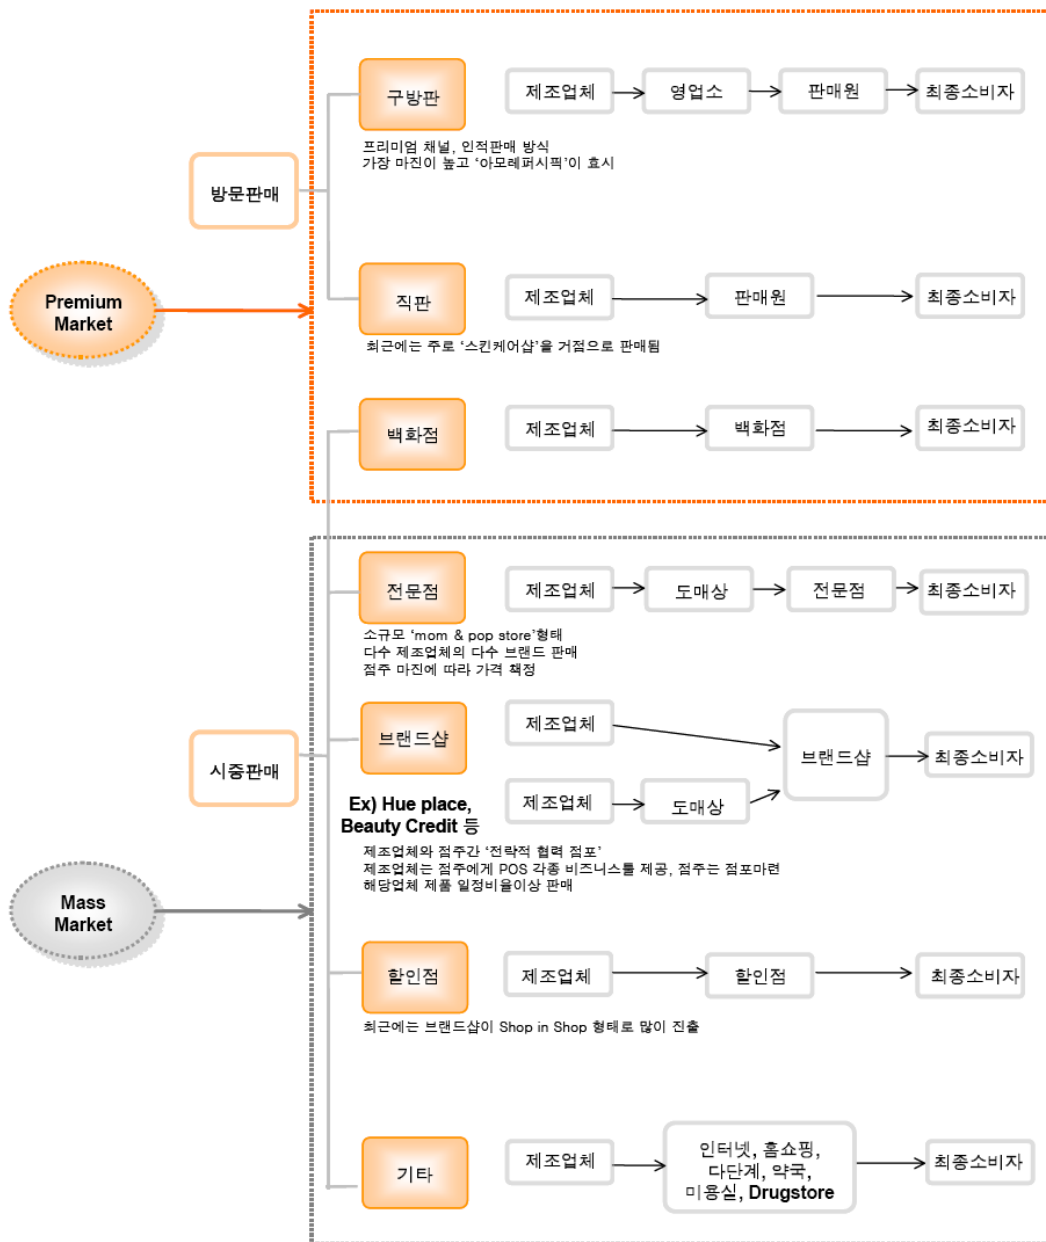 구방판
제조업체
영업소
판매원
최종소비자
프리미엄 채널, 인적판매 방식
가장 마진이 높고 ‘아모레퍼시픽’이 효시
방문판매
Premium
Market
직판
제조업체
판매원
최종소비자
최근에는 주로 ‘스킨케어샵’을 거점으로 판매됨
백화점
제조업체
백화점
최종소비자
전문점
제조업체
도매상
전문점
최종소비자
소규모 ‘mom & pop store’형태
다수 제조업체의 다수 브랜드 판매
점주 마진에 따라 가격 책정
시중판매
브랜드샵
제조업체
제조업체
도매상
브랜드샵
최종소비자
Ex) Hue place,
Beauty Credit 등
제조업체와 점주간 ‘전략적 협력 점포’
제조업체는 점주에게 POS 각종 비즈니스툴 제공, 점주는 점포마련
해당업체 제품 일정비율이상 판매
Mass
Market
할인점
제조업체
할인점
최종소비자
최근에는 브랜드샵이 Shop in Shop 형태로 많이 진출
기타
제조업체
인터넷, 홈쇼핑,
다단계, 약국,
미용실, Drugstore
최종소비자